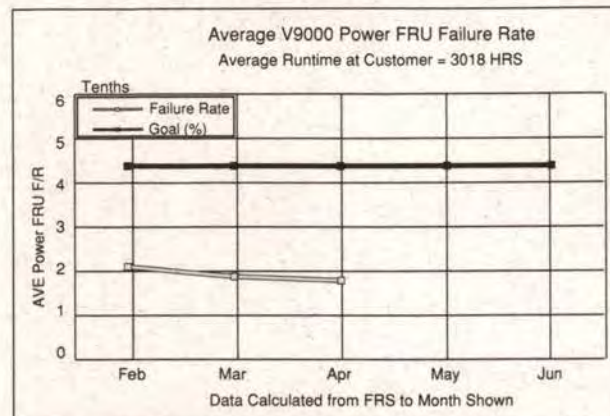 Average V9000 Power FRU Failure Rate
Average Runtime at Customer = 3018 HRS
Tenths
Failure Rate
Goal (%)
6
5
4
3
2
1
0
AVE Power FRU F/R
Feb Mar Apr May Jun
Data Calculated from FRS to Month Shown